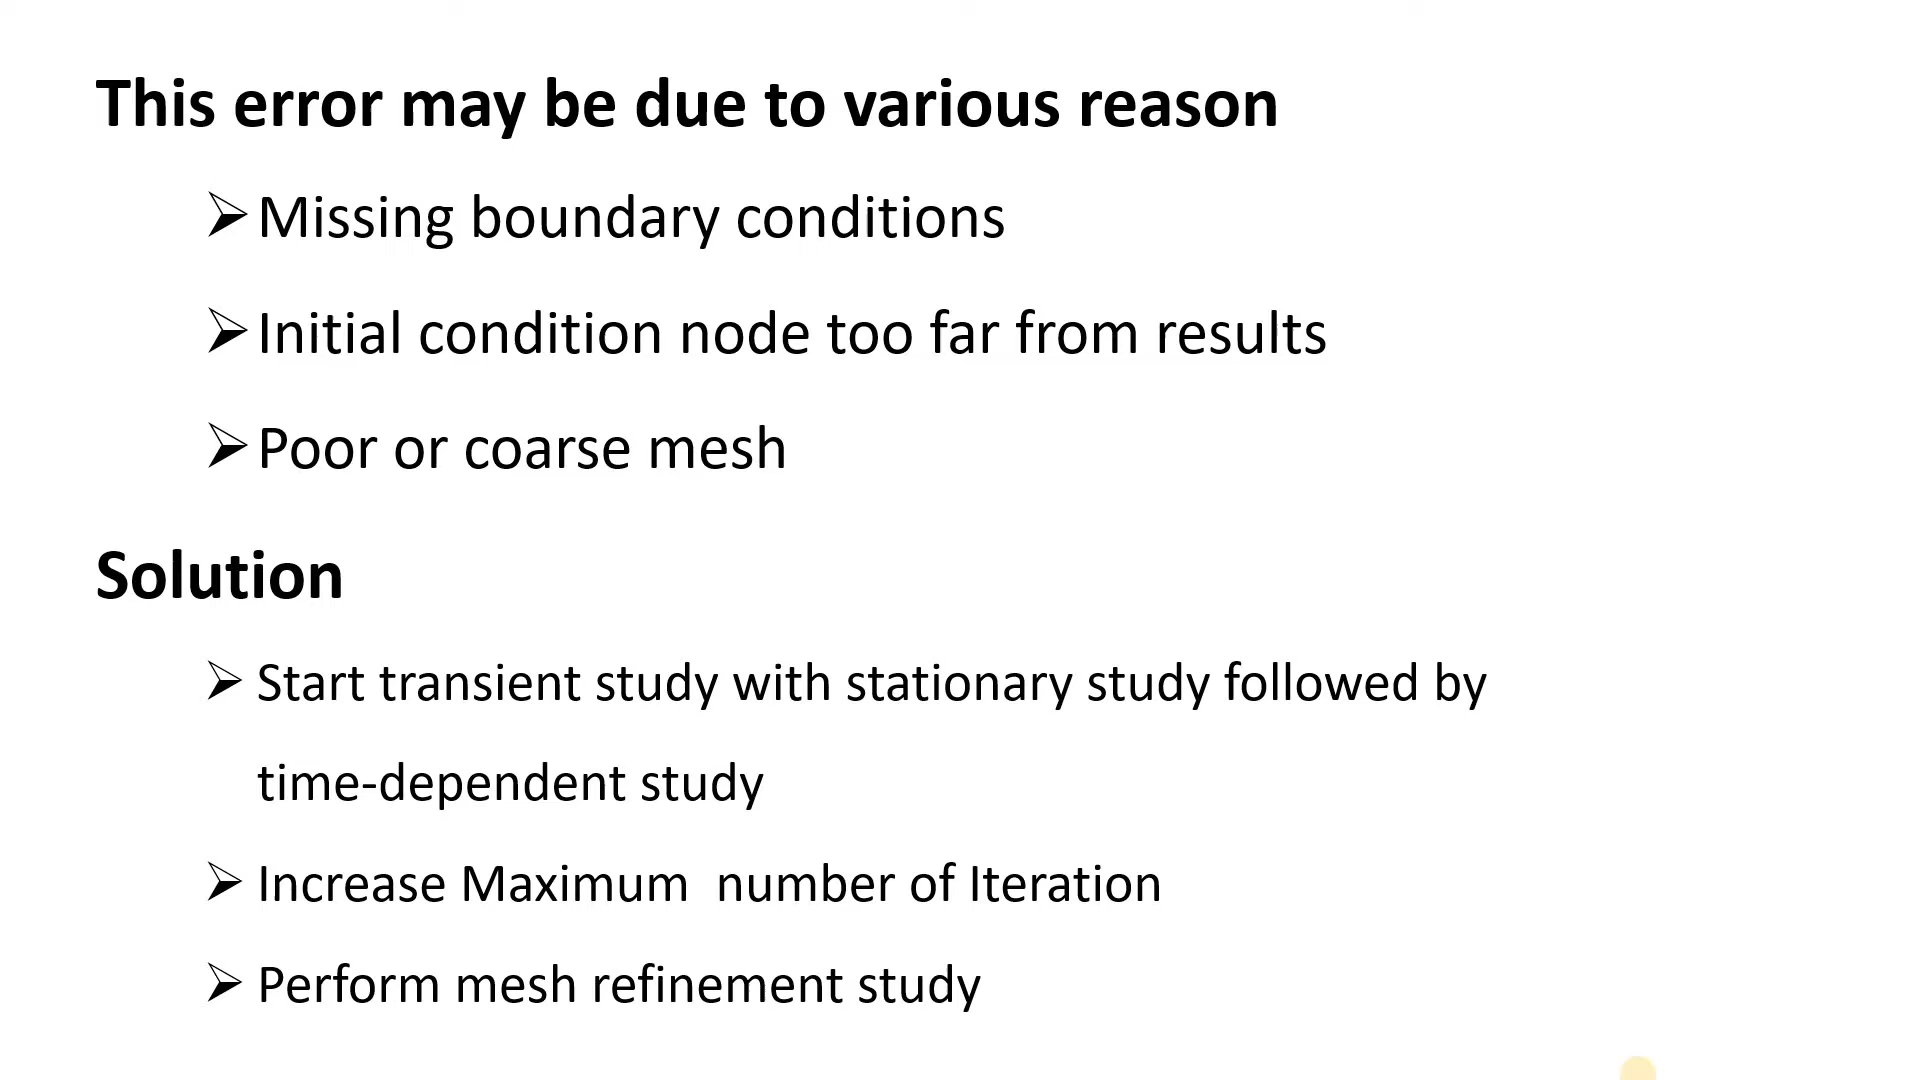 This error may be due to various reason
➢Missing boundary conditions
➢Initial condition node too far from results
➢Poor or coarse mesh
Solution
➢ Start transient study with stationary study followed by
time-dependent study
➢ Increase Maximum  number of Iteration
➢ Perform mesh refinement study